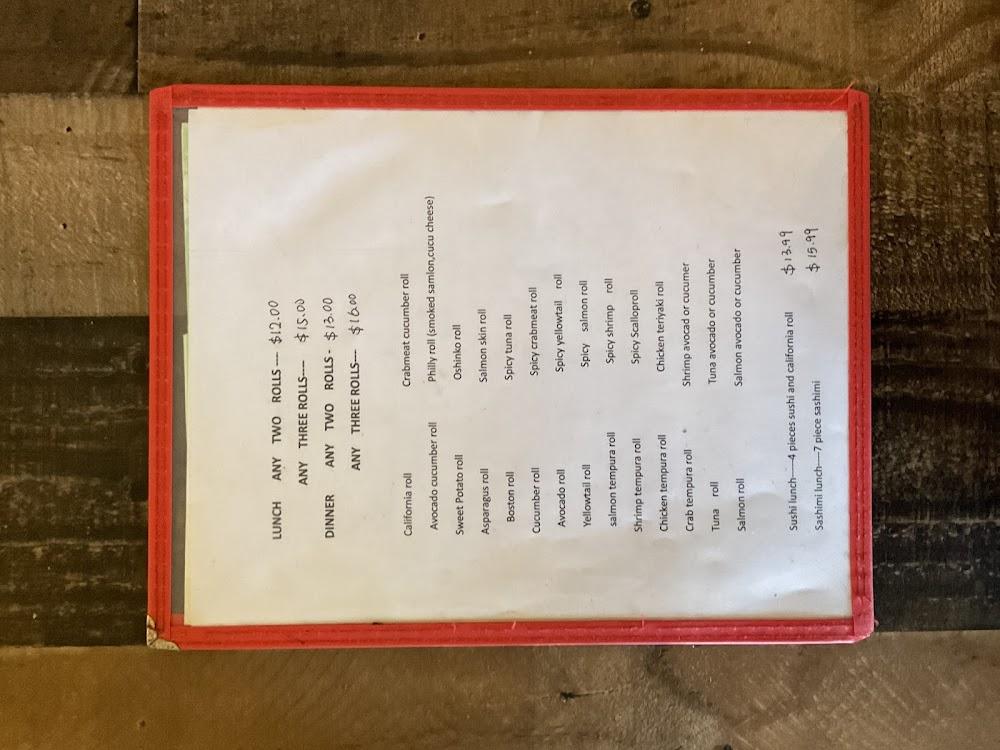 LUNCH ANY TWO ROLLS--- $12.00
ANY THREE ROLLS---- $15.00
DINNER ANY TWO ROLLS- $13.00
ANY THREE ROLLS--- $16.00
California roll Crabmeat cucumber roll
Avocado cucumber roll Philly roll (smoked samlon,cucu cheese)
Sweet Potato roll Oshinko roll
Asparagus roll Salmon skin roll
Boston roll Spicy tuna roll
Cucumber roll Spicy crabmeat roll
Avocado roll Spicy yellowtail roll
Yellowtail roll Spicy salmon roll
salmon tempura roll Spicy shrimp roll
Shrimp tempura roll Spicy Scalloproll
Chicken tempura roll Chicken teriyaki roll
Crab tempura roll Shrimp avocad or cucumer
Tuna roll Tuna avocado or cucumber
Salmon roll Salmon avocado or cucumber
Sushi lunch-----4 pieces sushi and california roll $13.99
Sashimi lunch----7 piece sashimi $15.99